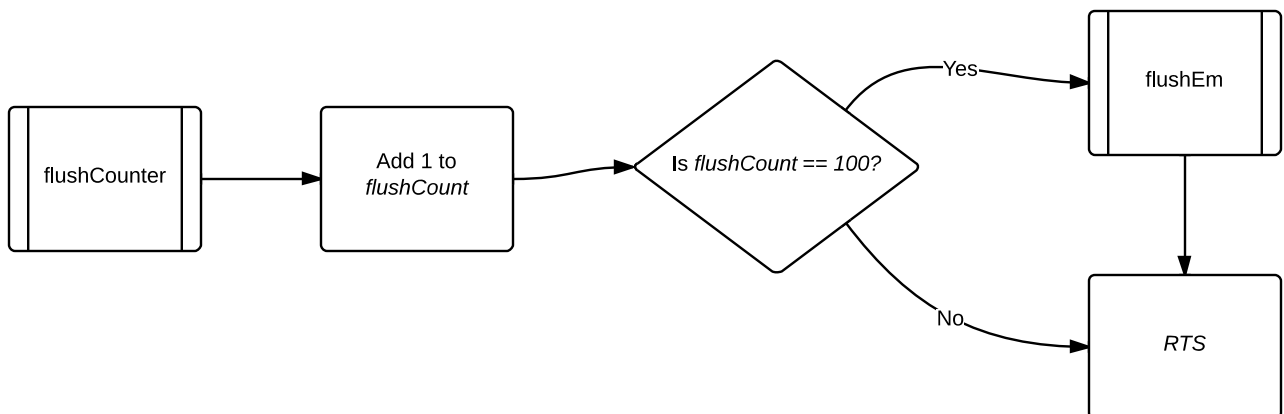 flushCounter
Add 1 to
flushCount
Is flushCount == 100?
Yes
flushEm
No
RTS